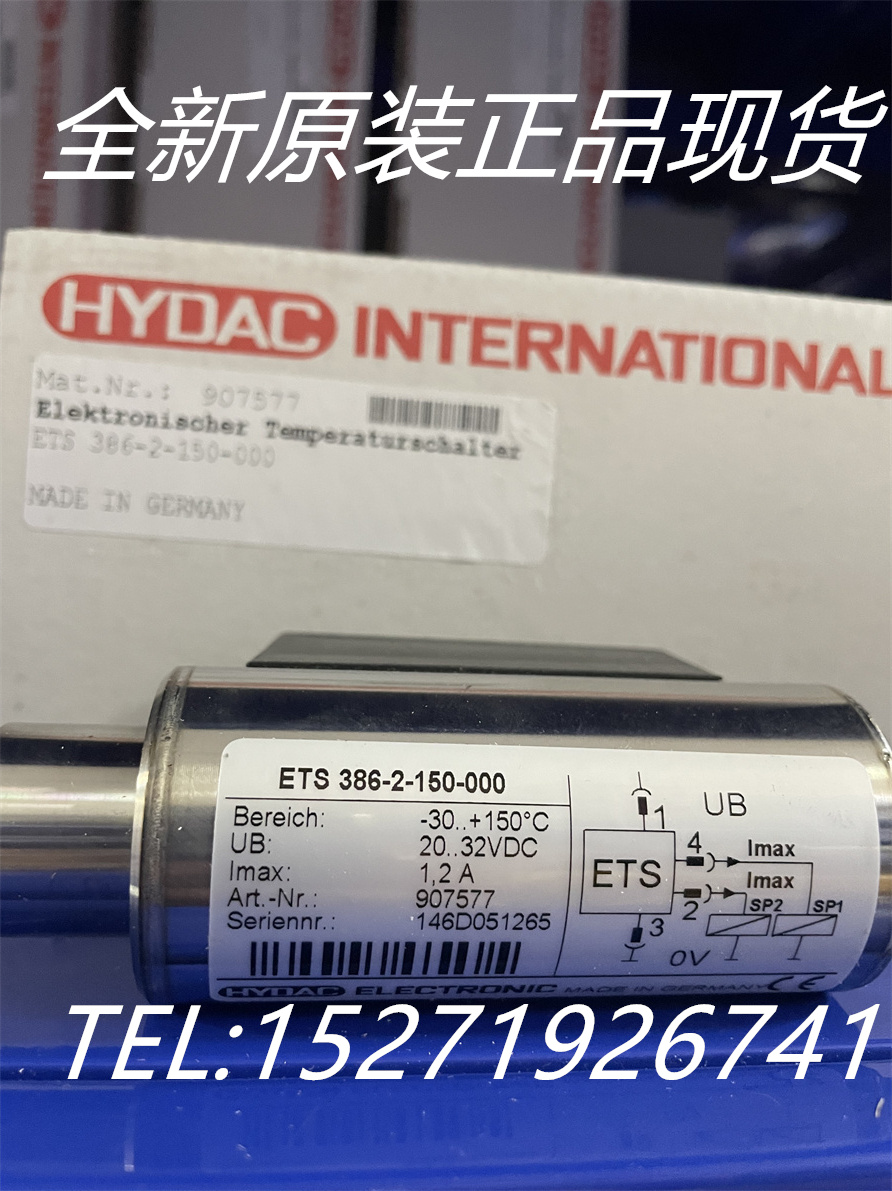 全新原装正品现货
HYDAC INTERNATIONAL
Mat.Nr.: 907577
Elektronischer Temperaturschalter
ETS 386-2-150-000
MADE IN GERMANY
ETS 386-2-150-000
Bereich: -30..+150°C
UB: 20..32VDC
Imax: 1,2 A
Art.-Nr.: 907577
Seriennr.: 146D051265
HYDAC ELECTRONIC MADE IN GERMANY CE
1 UB
4 Imax
ETS Imax
2 SP2 SP1
3 0V
TEL:15271926741